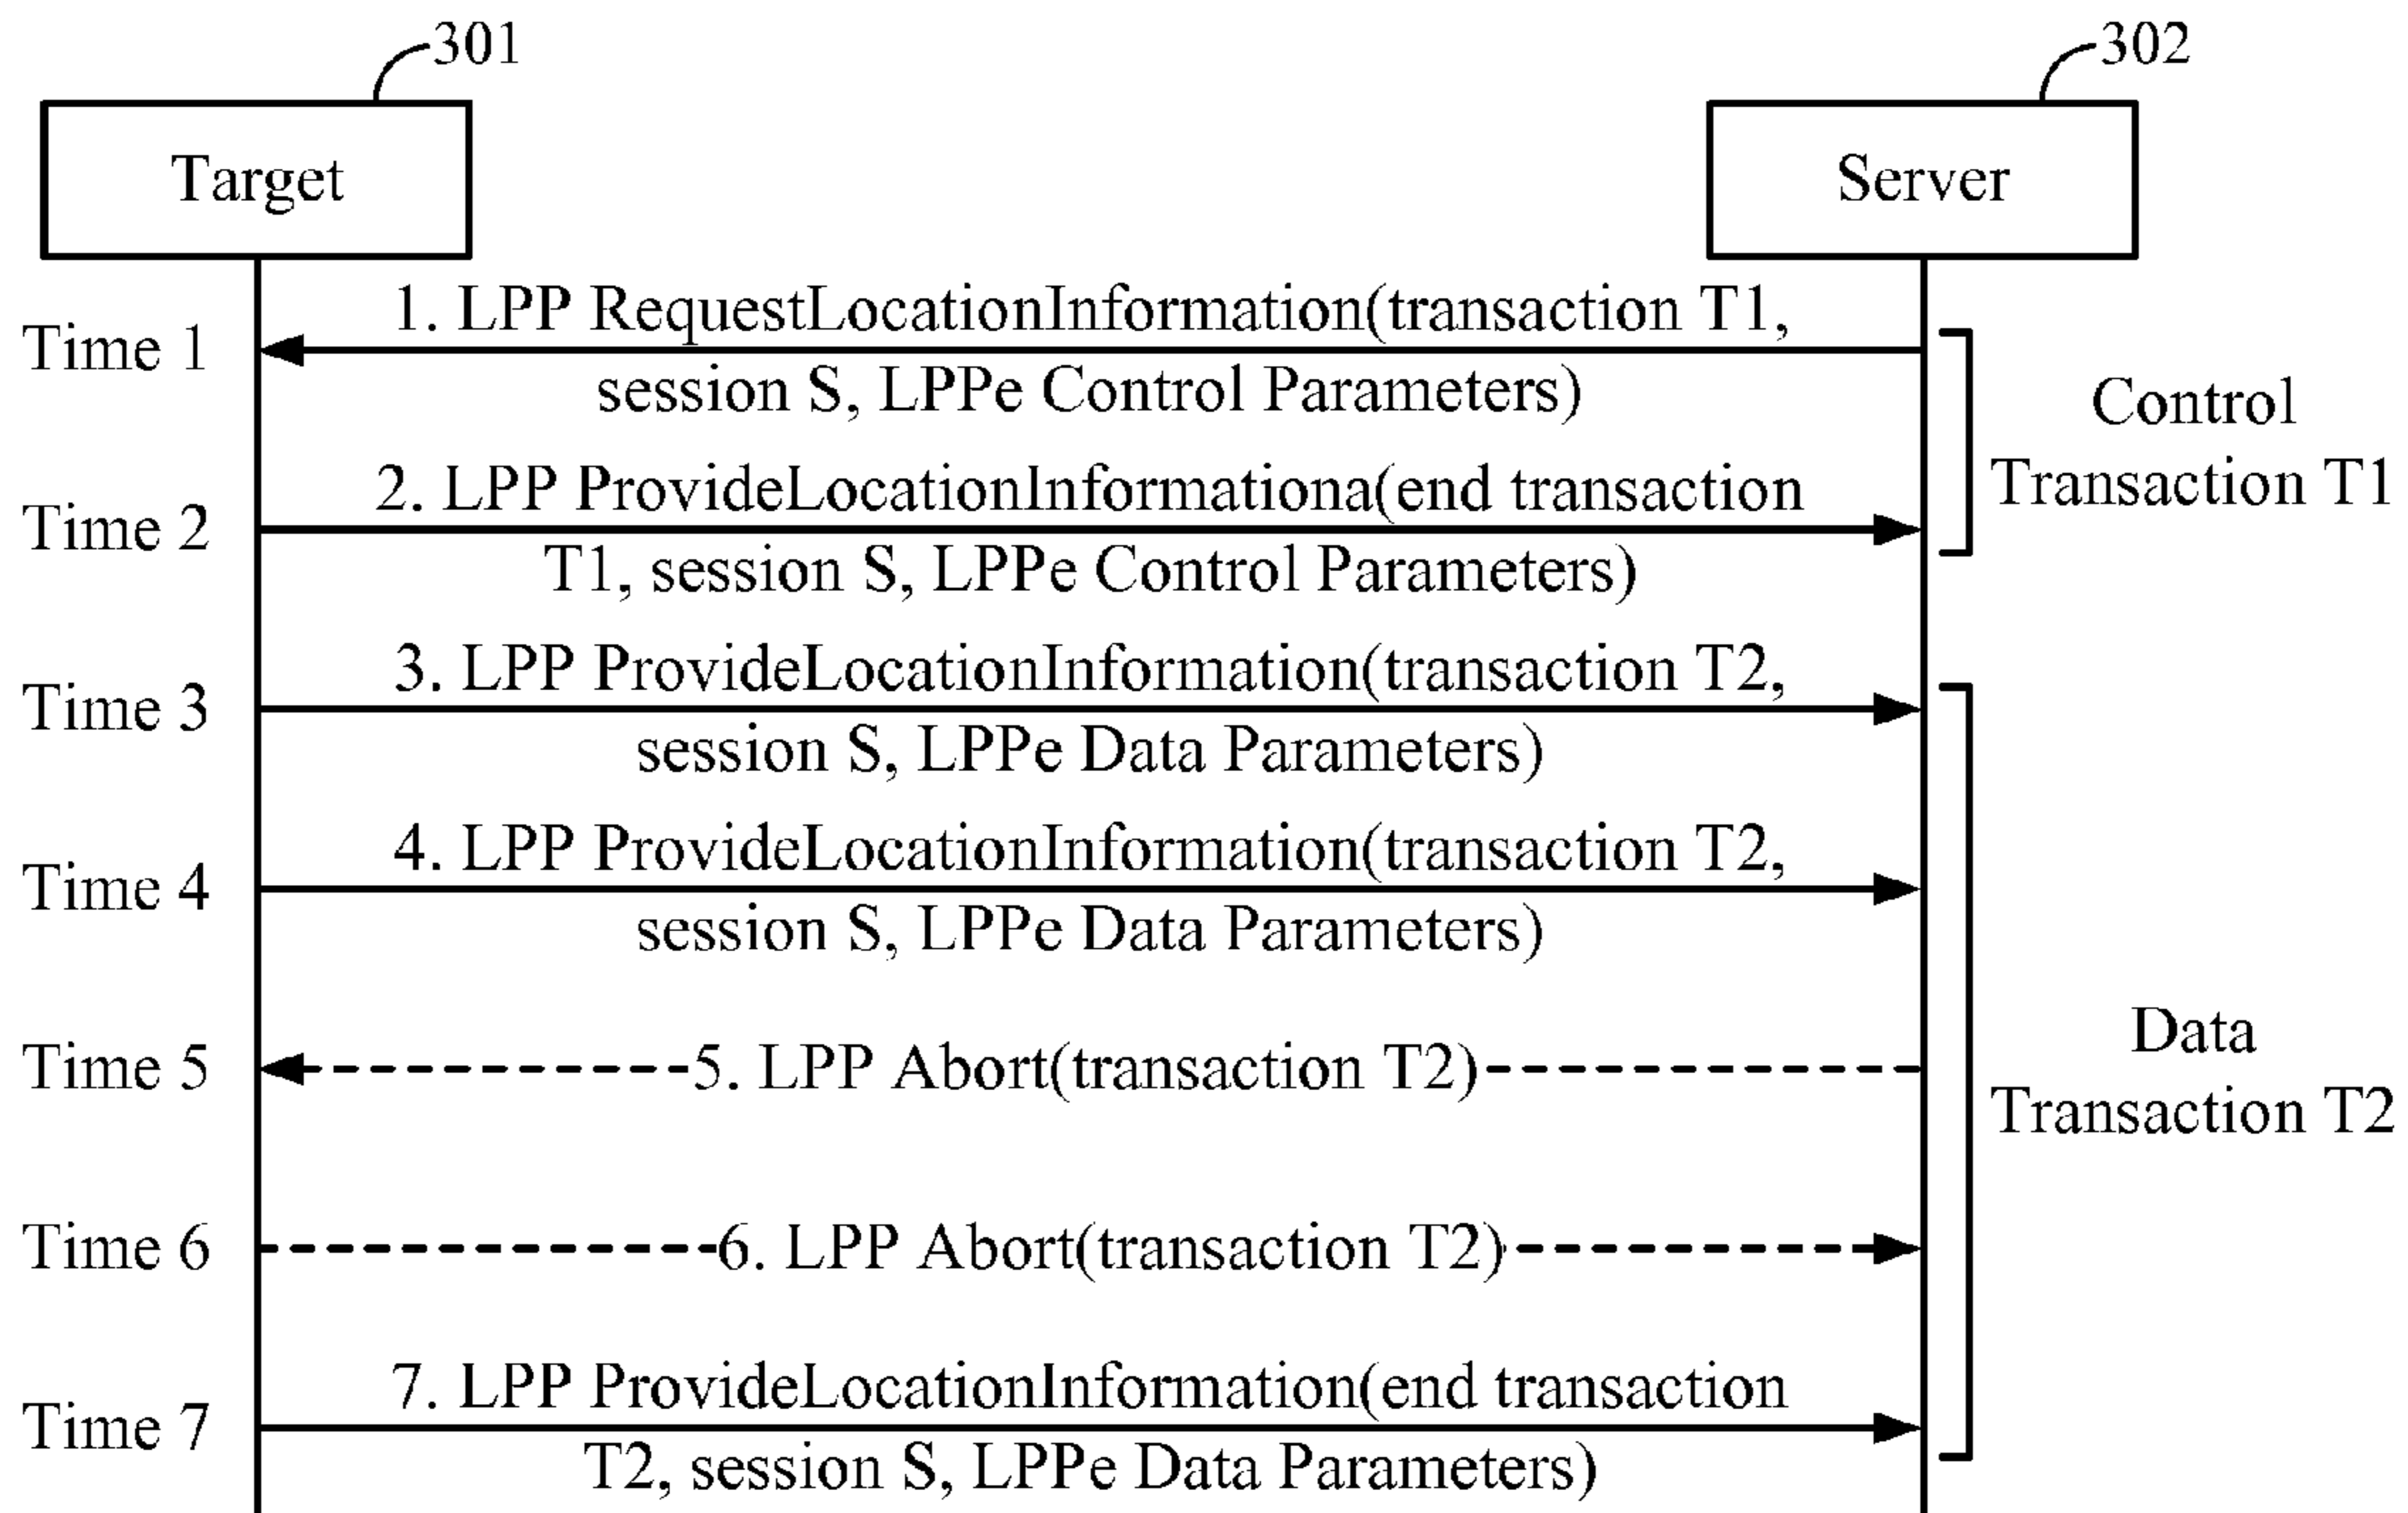 301
302
Target
Server
Time 1
1. LPP RequestLocationInformation(transaction T1,
session S, LPPe Control Parameters)
Control
Transaction T1
Time 2
2. LPP ProvideLocationInformationa(end transaction
T1, session S, LPPe Control Parameters)
Time 3
3. LPP ProvideLocationInformation(transaction T2,
session S, LPPe Data Parameters)
Time 4
4. LPP ProvideLocationInformation(transaction T2,
session S, LPPe Data Parameters)
Data
Transaction T2
Time 5
5. LPP Abort(transaction T2)
Time 6
6. LPP Abort(transaction T2)
Time 7
7. LPP ProvideLocationInformation(end transaction
T2, session S, LPPe Data Parameters)